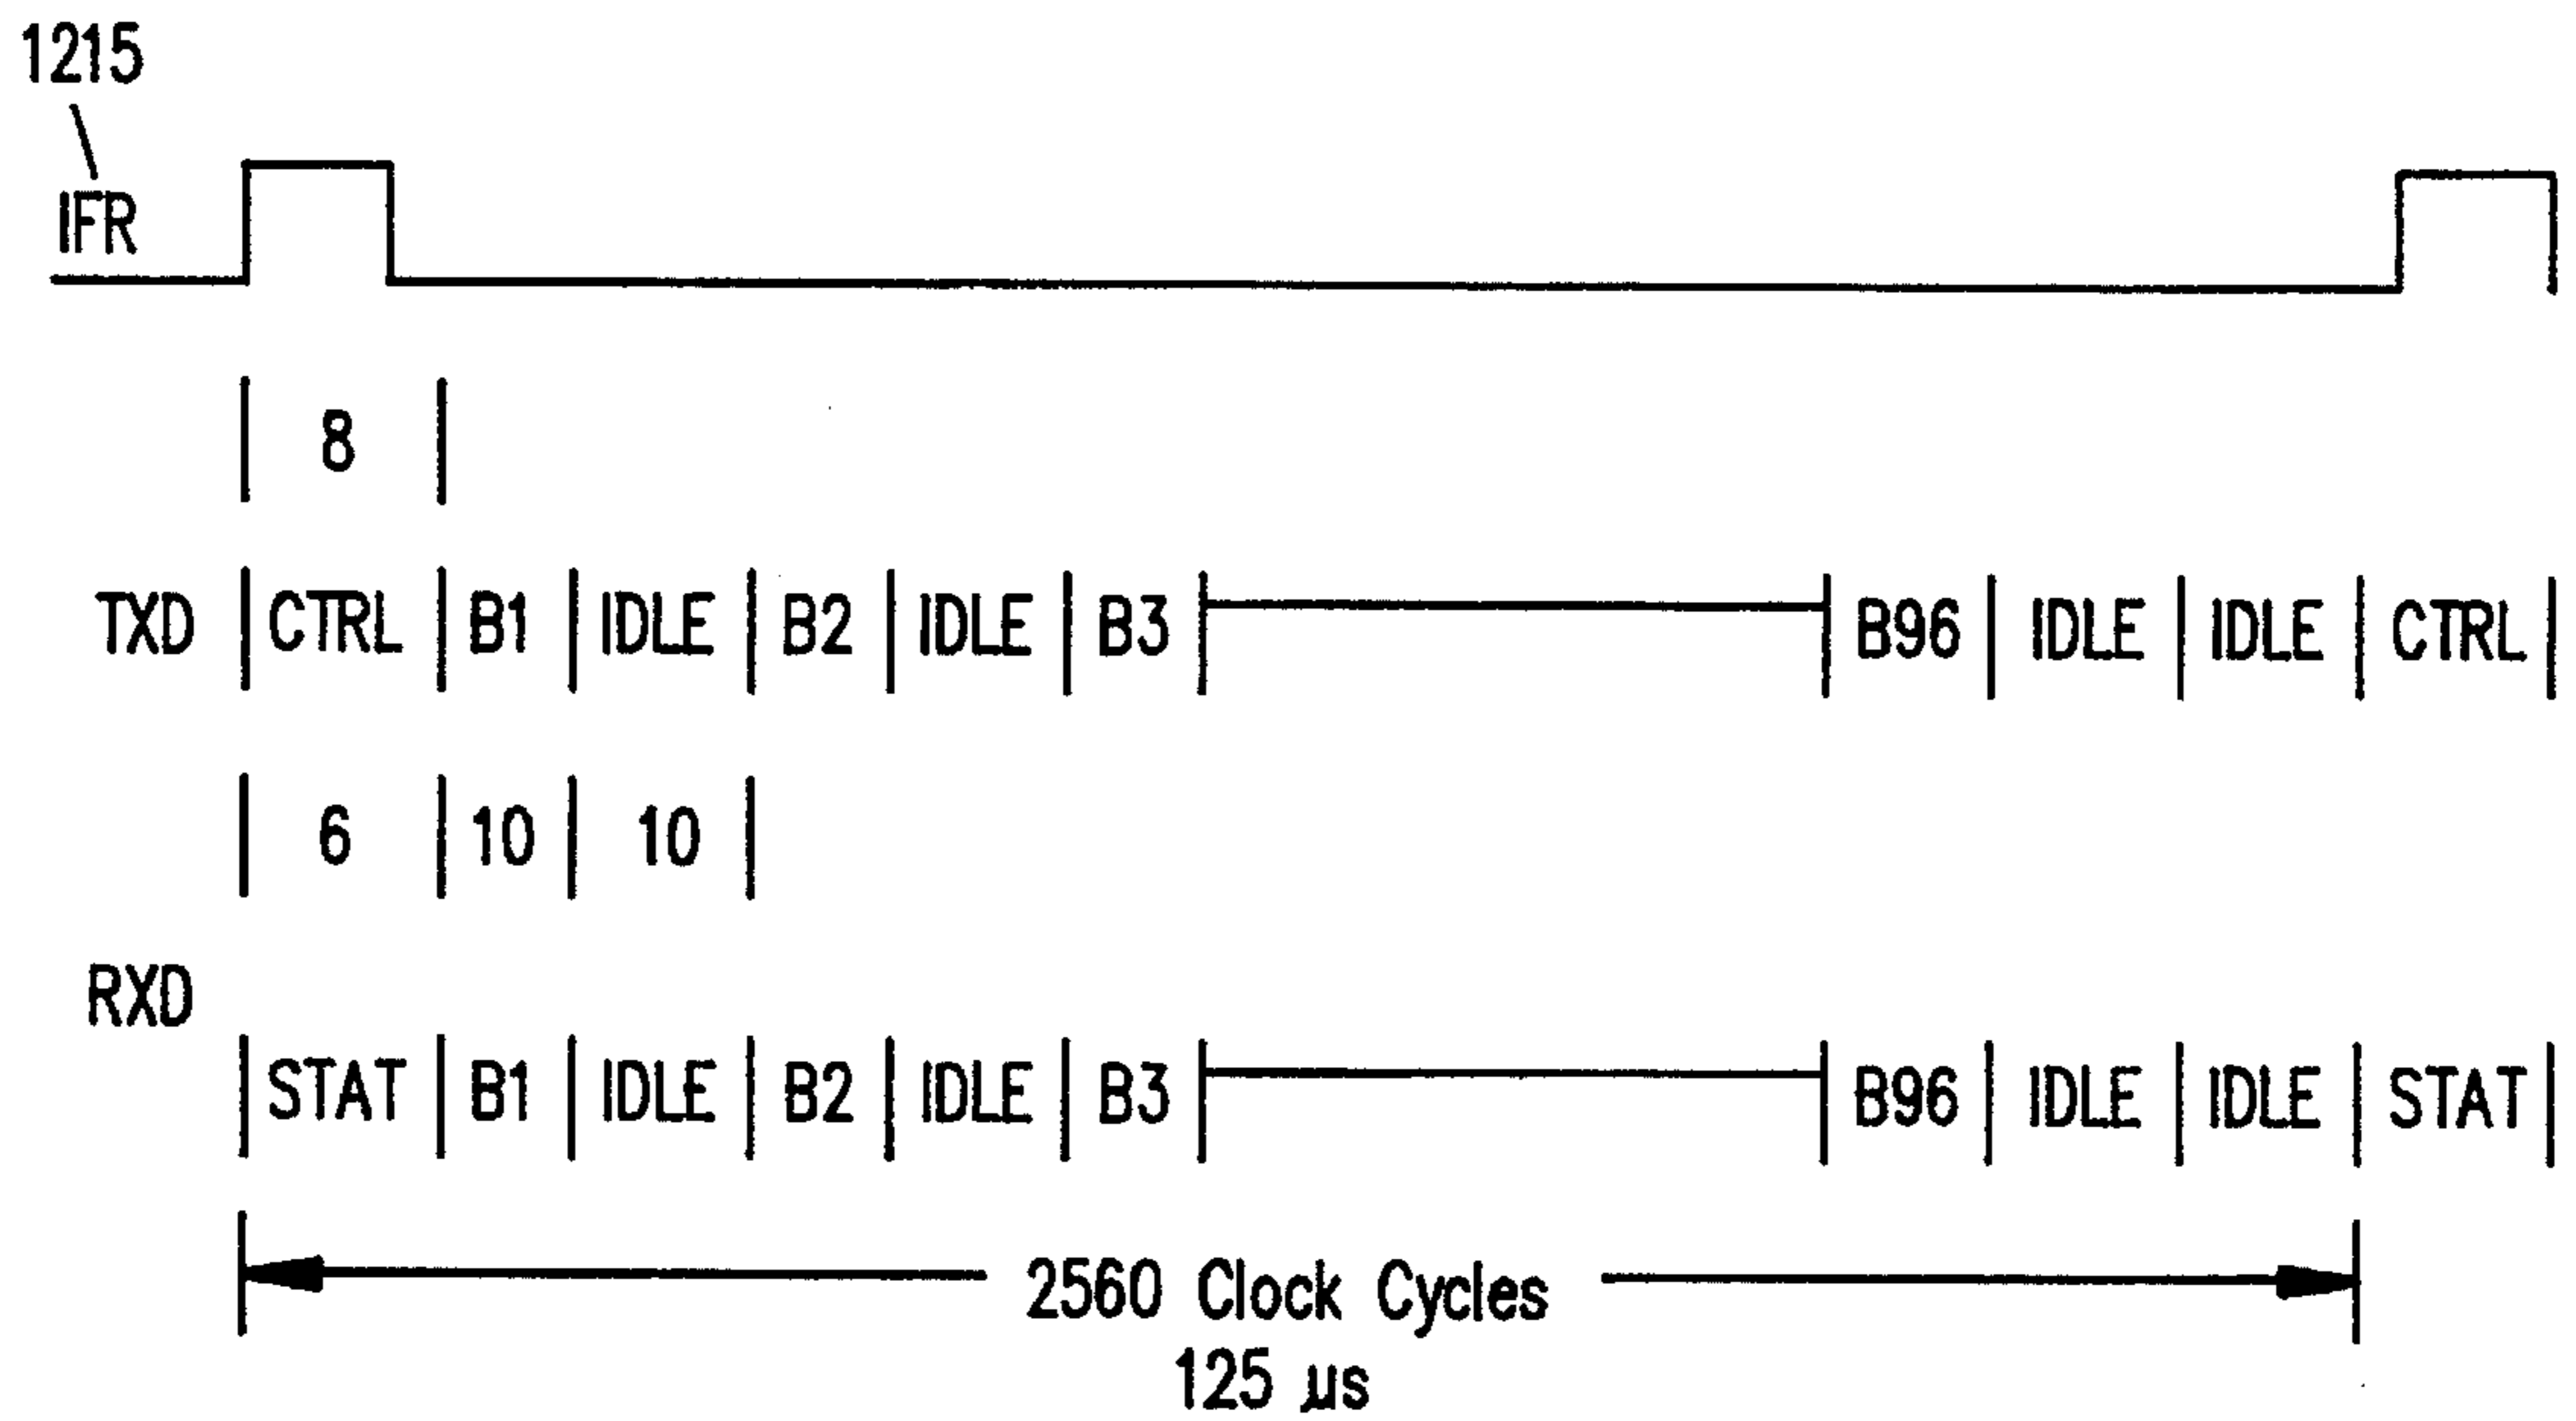 1215
IFR
8
TXD CTRL B1 IDLE B2 IDLE B3 B96 IDLE IDLE CTRL
6 10 10
RXD
STAT B1 IDLE B2 IDLE B3 B96 IDLE IDLE STAT
2560 Clock Cycles
125 µs